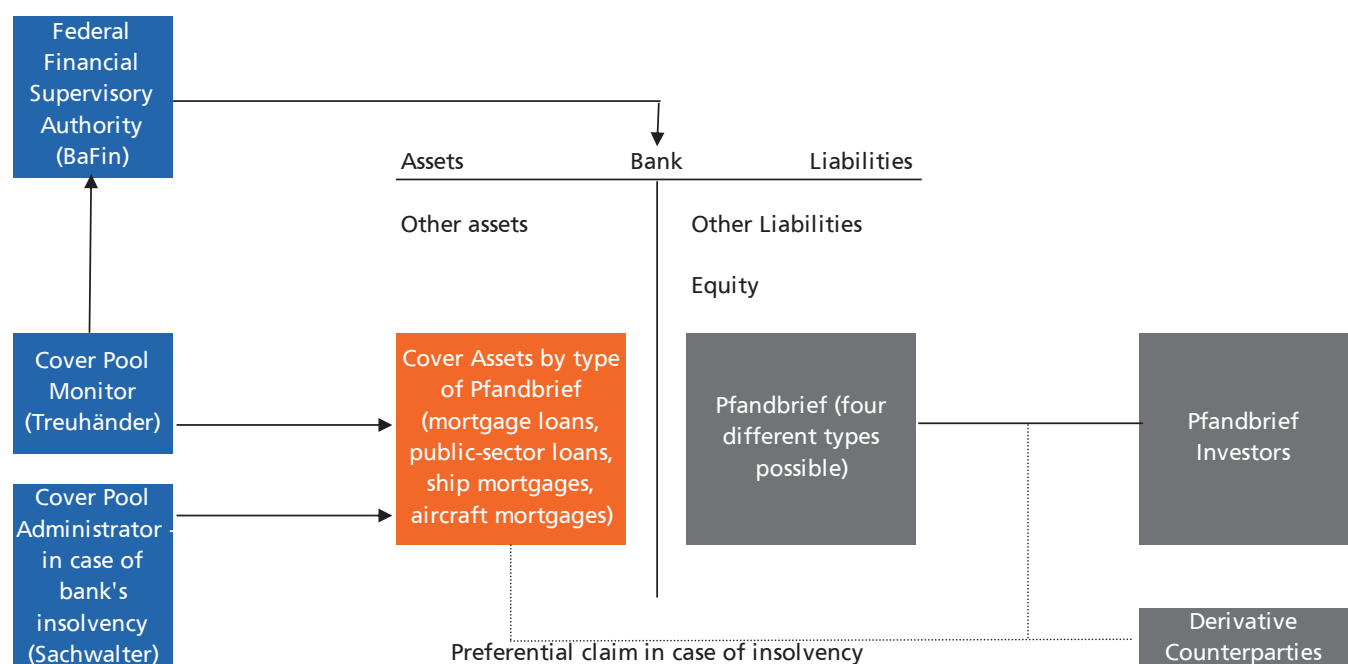 Federal
Financial
Supervisory
Authority
(BaFin)
Assets Bank Liabilities
Other assets
Other Liabilities
Equity
Cover Pool
Monitor
(Treuhänder)
Cover Assets by type
of Pfandbrief
(mortgage loans,
public-sector loans,
ship mortgages,
aircraft mortgages)
Pfandbrief (four
different types
possible)
Pfandbrief
Investors
Cover Pool
Administrator -
in case of
bank's
insolvency
(Sachwalter)
Preferential claim in case of insolvency
Derivative
Counterparties